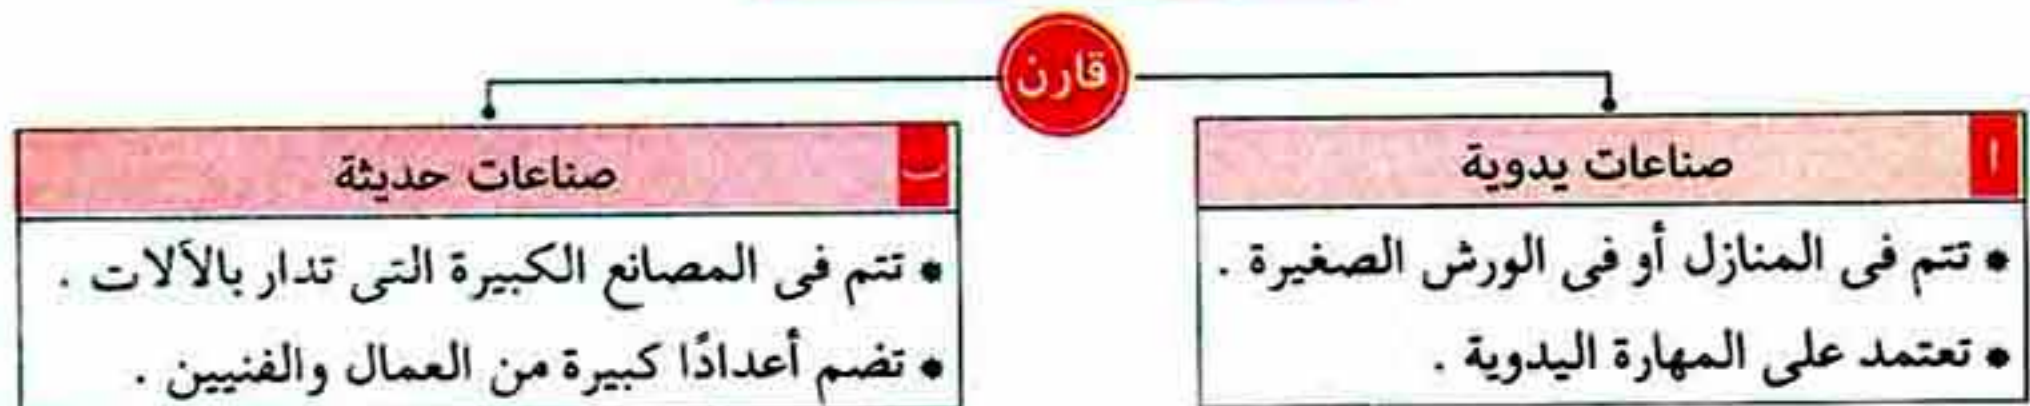 قارن
أ صناعات يدوية
• تتم فى المنازل أو فى الورش الصغيرة .
• تعتمد على المهارة اليدوية .
ب صناعات حديثة
• تتم فى المصانع الكبيرة التى تدار بالآلات .
• تضم أعدادًا كبيرة من العمال والفنيين .